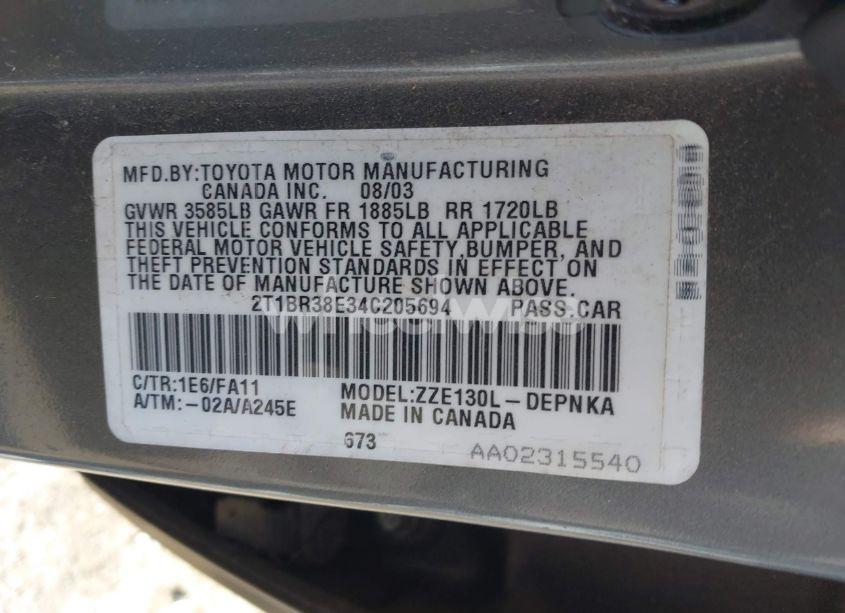 MFD.BY:TOYOTA MOTOR MANUFACTURING
CANADA INC. 08/03
GVWR 3585LB GAWR FR 1885LB RR 1720LB
THIS VEHICLE CONFORMS TO ALL APPLICABLE
FEDERAL MOTOR VEHICLE SAFETY,BUMPER, AND
THEFT PREVENTION STANDARDS IN EFFECT ON
THE DATE OF MANUFACTURE SHOWN ABOVE.
2T1BR38E34C205694 PASS.CAR
C/TR:1E6/FA11 MODEL:ZZE130L-DEPNKA
A/TM:-02A/A245E MADE IN CANADA
673
AA02315540